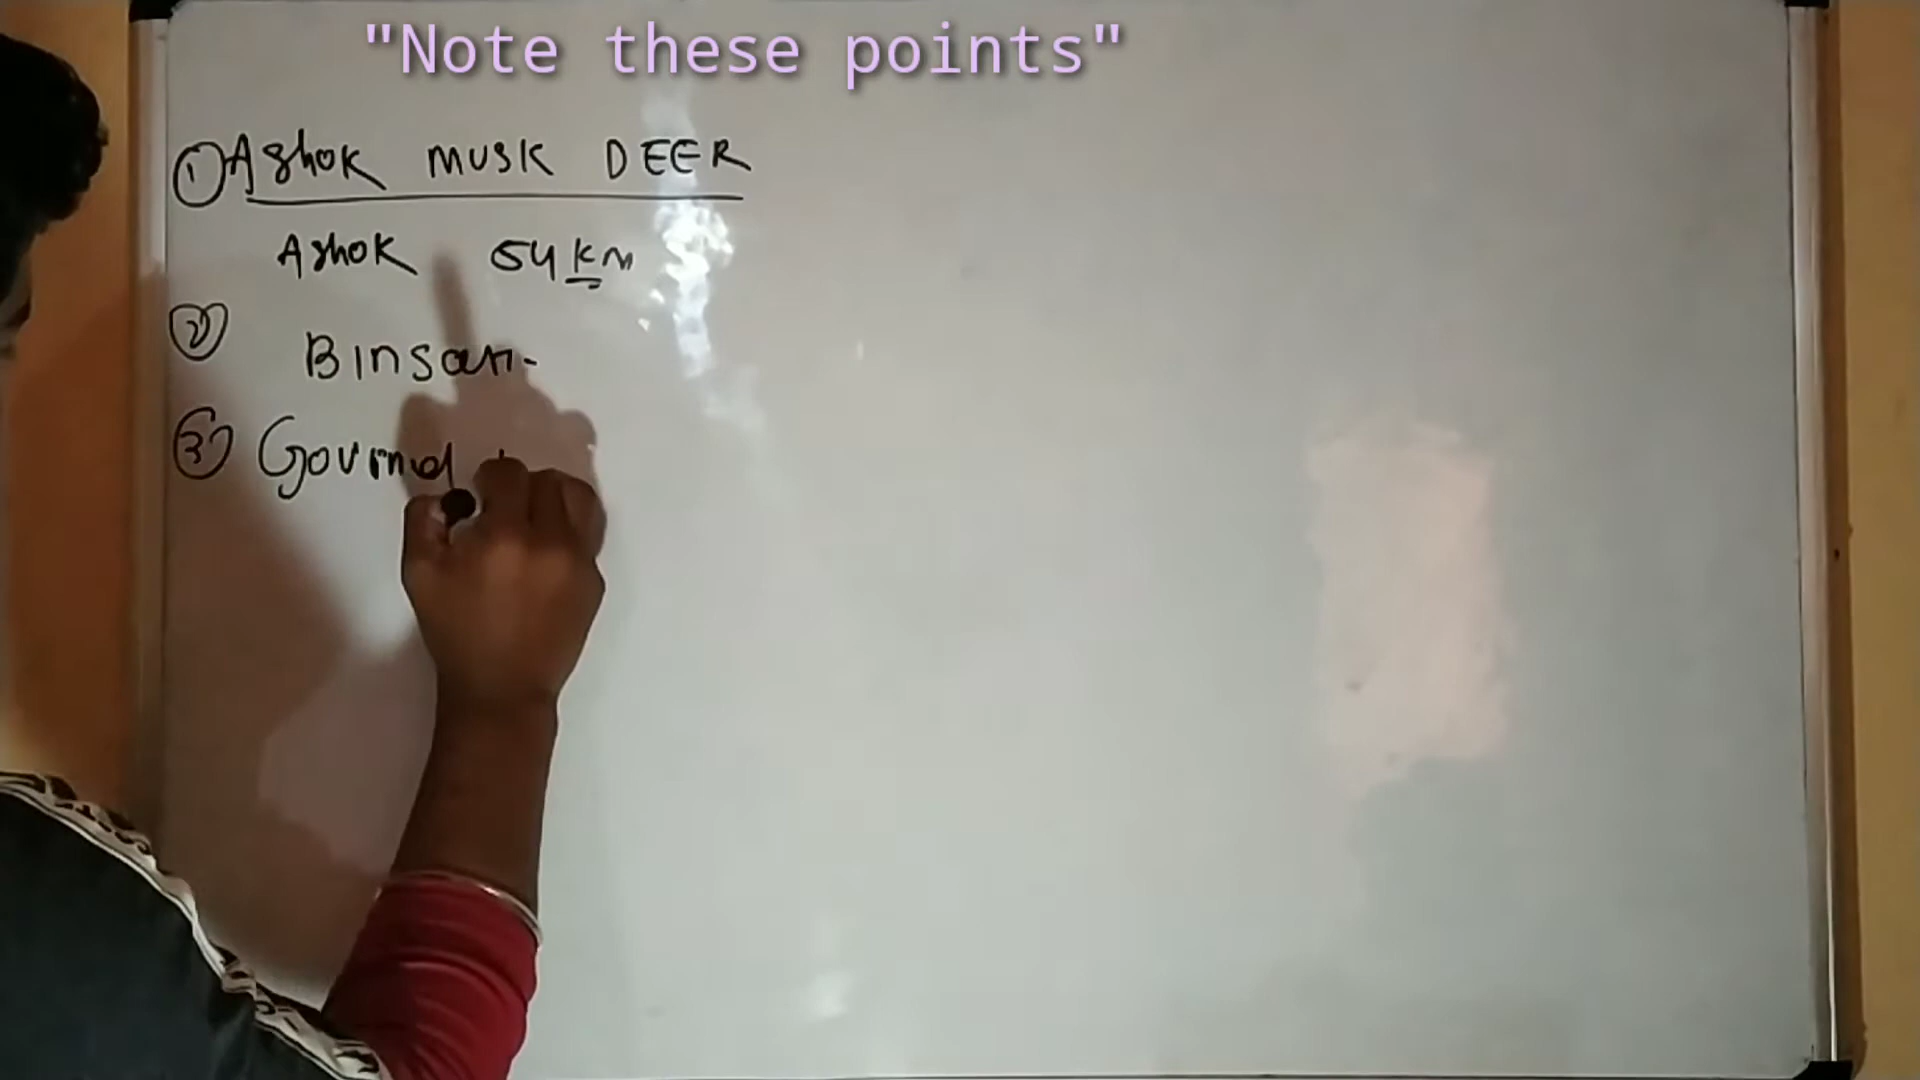 "Note these points"
① Ashok MUSK DEER
Ashok 54 km
②
Binsar.
③ Govind